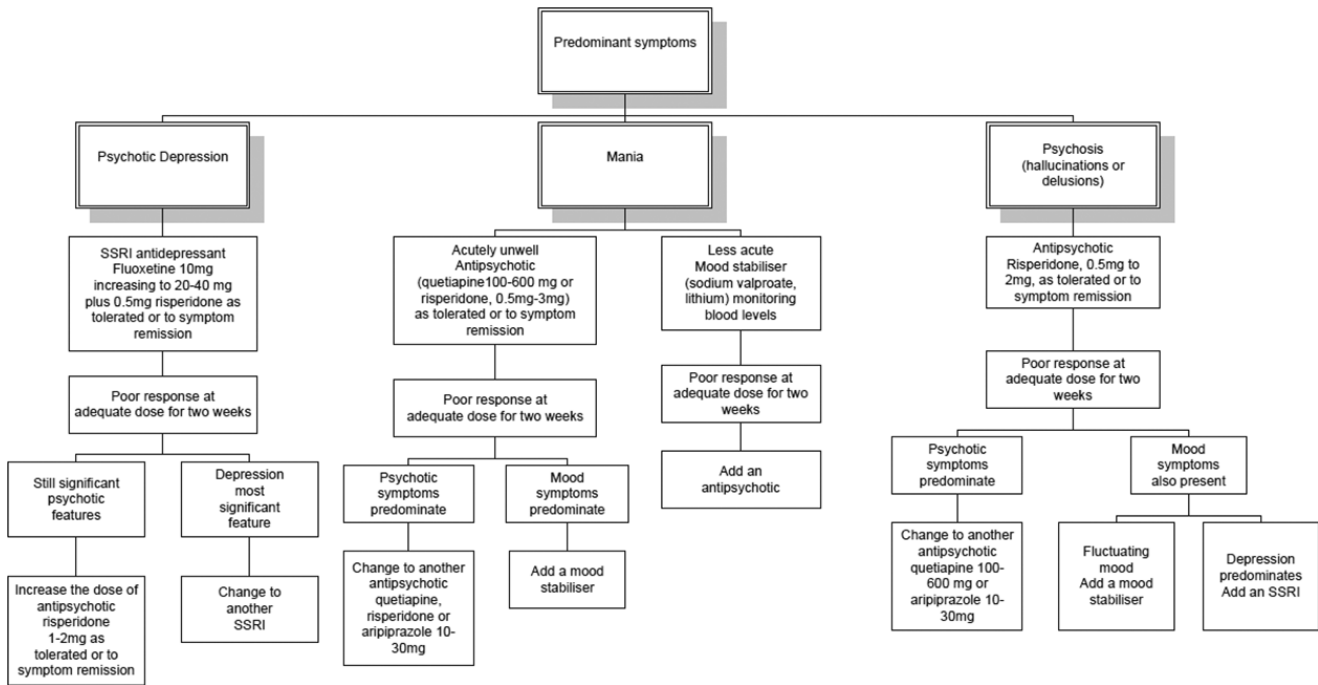 Predominant symptoms
Psychotic Depression
Mania
Psychosis
(hallucinations or
delusions)
SSRI antidepressant
Fluoxetine 10mg
increasing to 20-40 mg
plus 0.5mg risperidone as
tolerated or to symptom
remission
Acutely unwell
Antipsychotic
(quetiapine100-600 mg or
risperidone, 0.5mg-3mg)
as tolerated or to symptom
remission
Less acute
Mood stabiliser
(sodium valproate,
lithium) monitoring
blood levels
Antipsychotic
Risperidone, 0.5mg to
2mg, as tolerated or to
symptom remission
Poor response at
adequate dose for two weeks
Poor response at
adequate dose for two weeks
Poor response at
adequate dose for two
weeks
Poor response at
adequate dose for two
weeks
Still significant
psychotic
features
Depression
most
significant
feature
Psychotic
symptoms
predominate
Mood
symptoms
predominate
Add an
antipsychotic
Psychotic
symptoms
predominate
Mood
symptoms
also present
Increase the dose of
antipsychotic
risperidone
1-2mg as
tolerated or to
symptom remission
Change to
another
SSRI
Change to another
antipsychotic
quetiapine,
risperidone or
aripiprazole 10-
30mg
Add a mood
stabiliser
Change to another
antipsychotic
quetiapine 100-
600 mg or
aripiprazole 10-
30mg
Fluctuating
mood
Add a mood
stabiliser
Depression
predominates
Add an SSRI